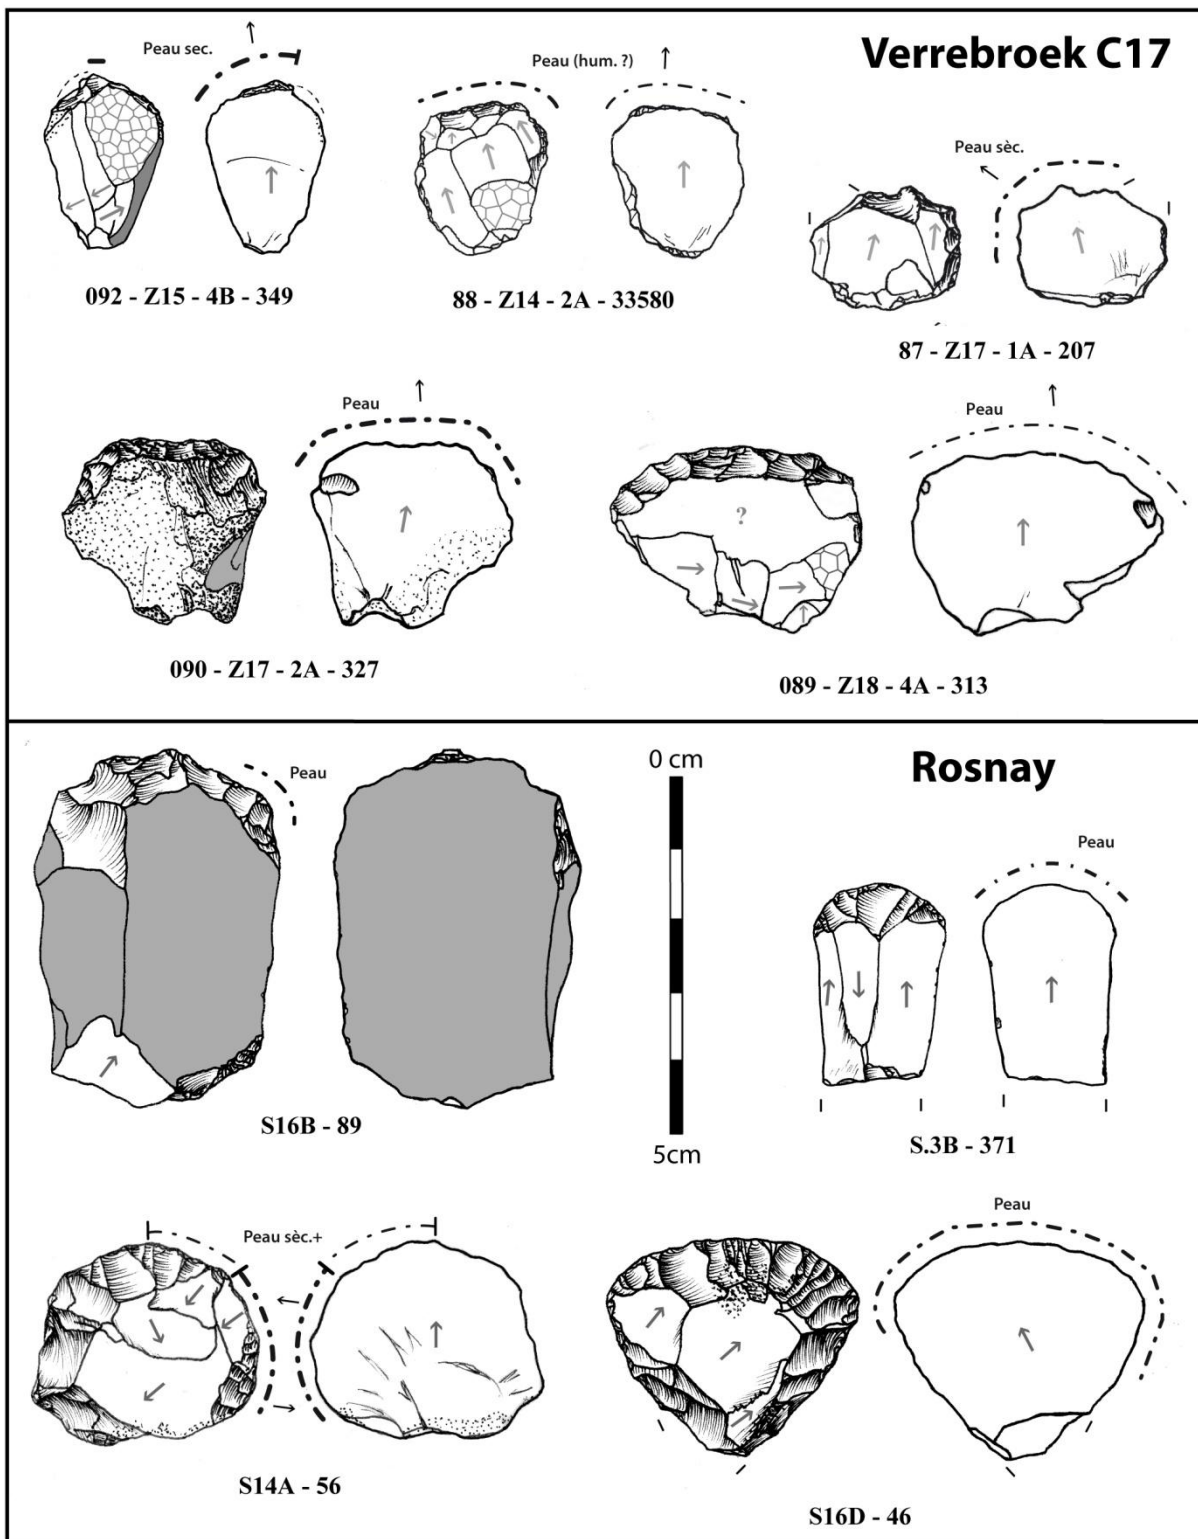 Verrebroek C17
Peau sec.
Peau (hum. ?)
Peau sèc.
092 - Z15 - 4B - 349
88 - Z14 - 2A - 33580
87 - Z17 - 1A - 207
Peau
Peau
?
090 - Z17 - 2A - 327
089 - Z18 - 4A - 313
Rosnay
Peau
0 cm
5cm
Peau
S16B - 89
S.3B - 371
Peau sèc.+
Peau
S14A - 56
S16D - 46